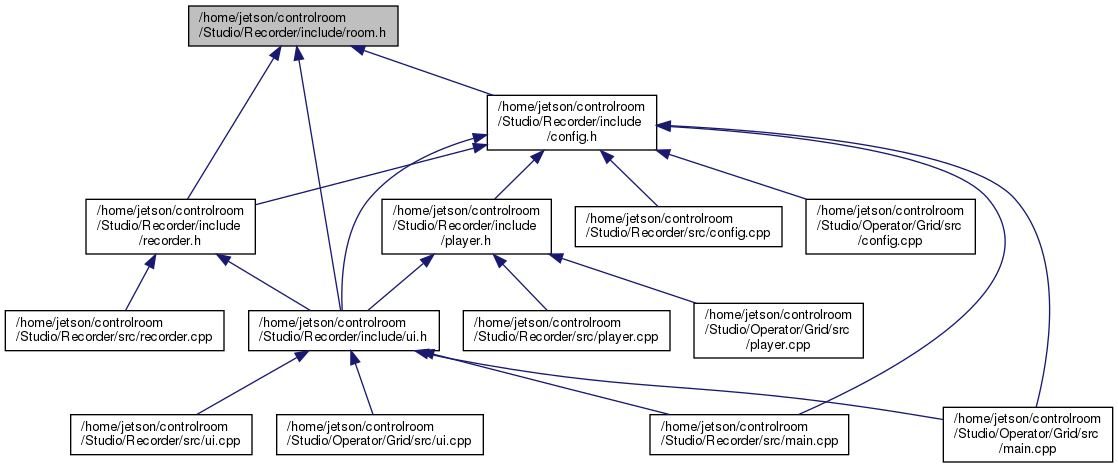 /home/jetson/controlroom
/Studio/Recorder/include/room.h
/home/jetson/controlroom
/Studio/Recorder/include
/config.h
/home/jetson/controlroom
/Studio/Recorder/include
/recorder.h
/home/jetson/controlroom
/Studio/Recorder/include
/player.h
/home/jetson/controlroom
/Studio/Recorder/src/config.cpp
/home/jetson/controlroom
/Studio/Operator/Grid/src
/config.cpp
/home/jetson/controlroom
/Studio/Recorder/src/recorder.cpp
/home/jetson/controlroom
/Studio/Recorder/include/ui.h
/home/jetson/controlroom
/Studio/Recorder/src/player.cpp
/home/jetson/controlroom
/Studio/Operator/Grid/src
/player.cpp
/home/jetson/controlroom
/Studio/Recorder/src/ui.cpp
/home/jetson/controlroom
/Studio/Operator/Grid/src/ui.cpp
/home/jetson/controlroom
/Studio/Recorder/src/main.cpp
/home/jetson/controlroom
/Studio/Operator/Grid/src
/main.cpp